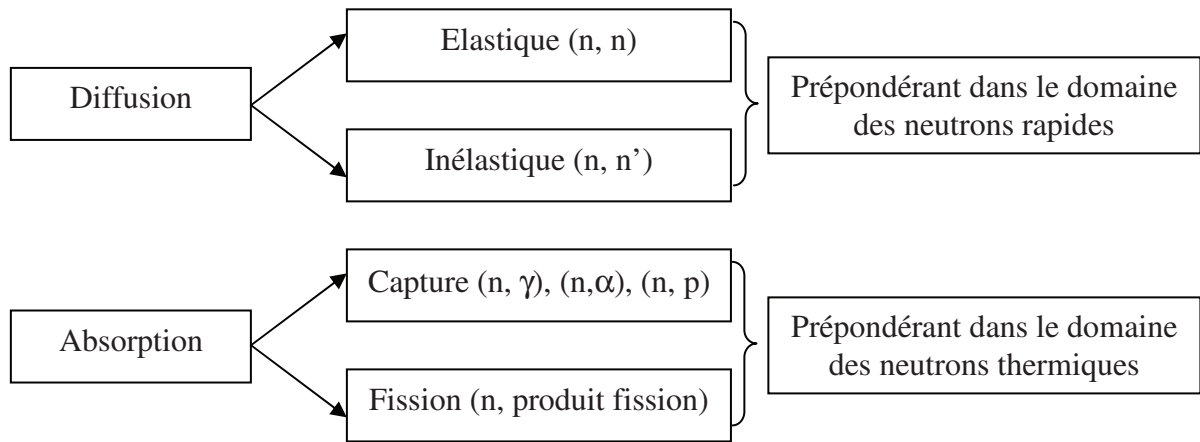 Diffusion
Elastique (n, n)
Inélastique (n, n’)
Prépondérant dans le domaine
des neutrons rapides
Absorption
Capture (n, γ), (n,α), (n, p)
Fission (n, produit fission)
Prépondérant dans le domaine
des neutrons thermiques